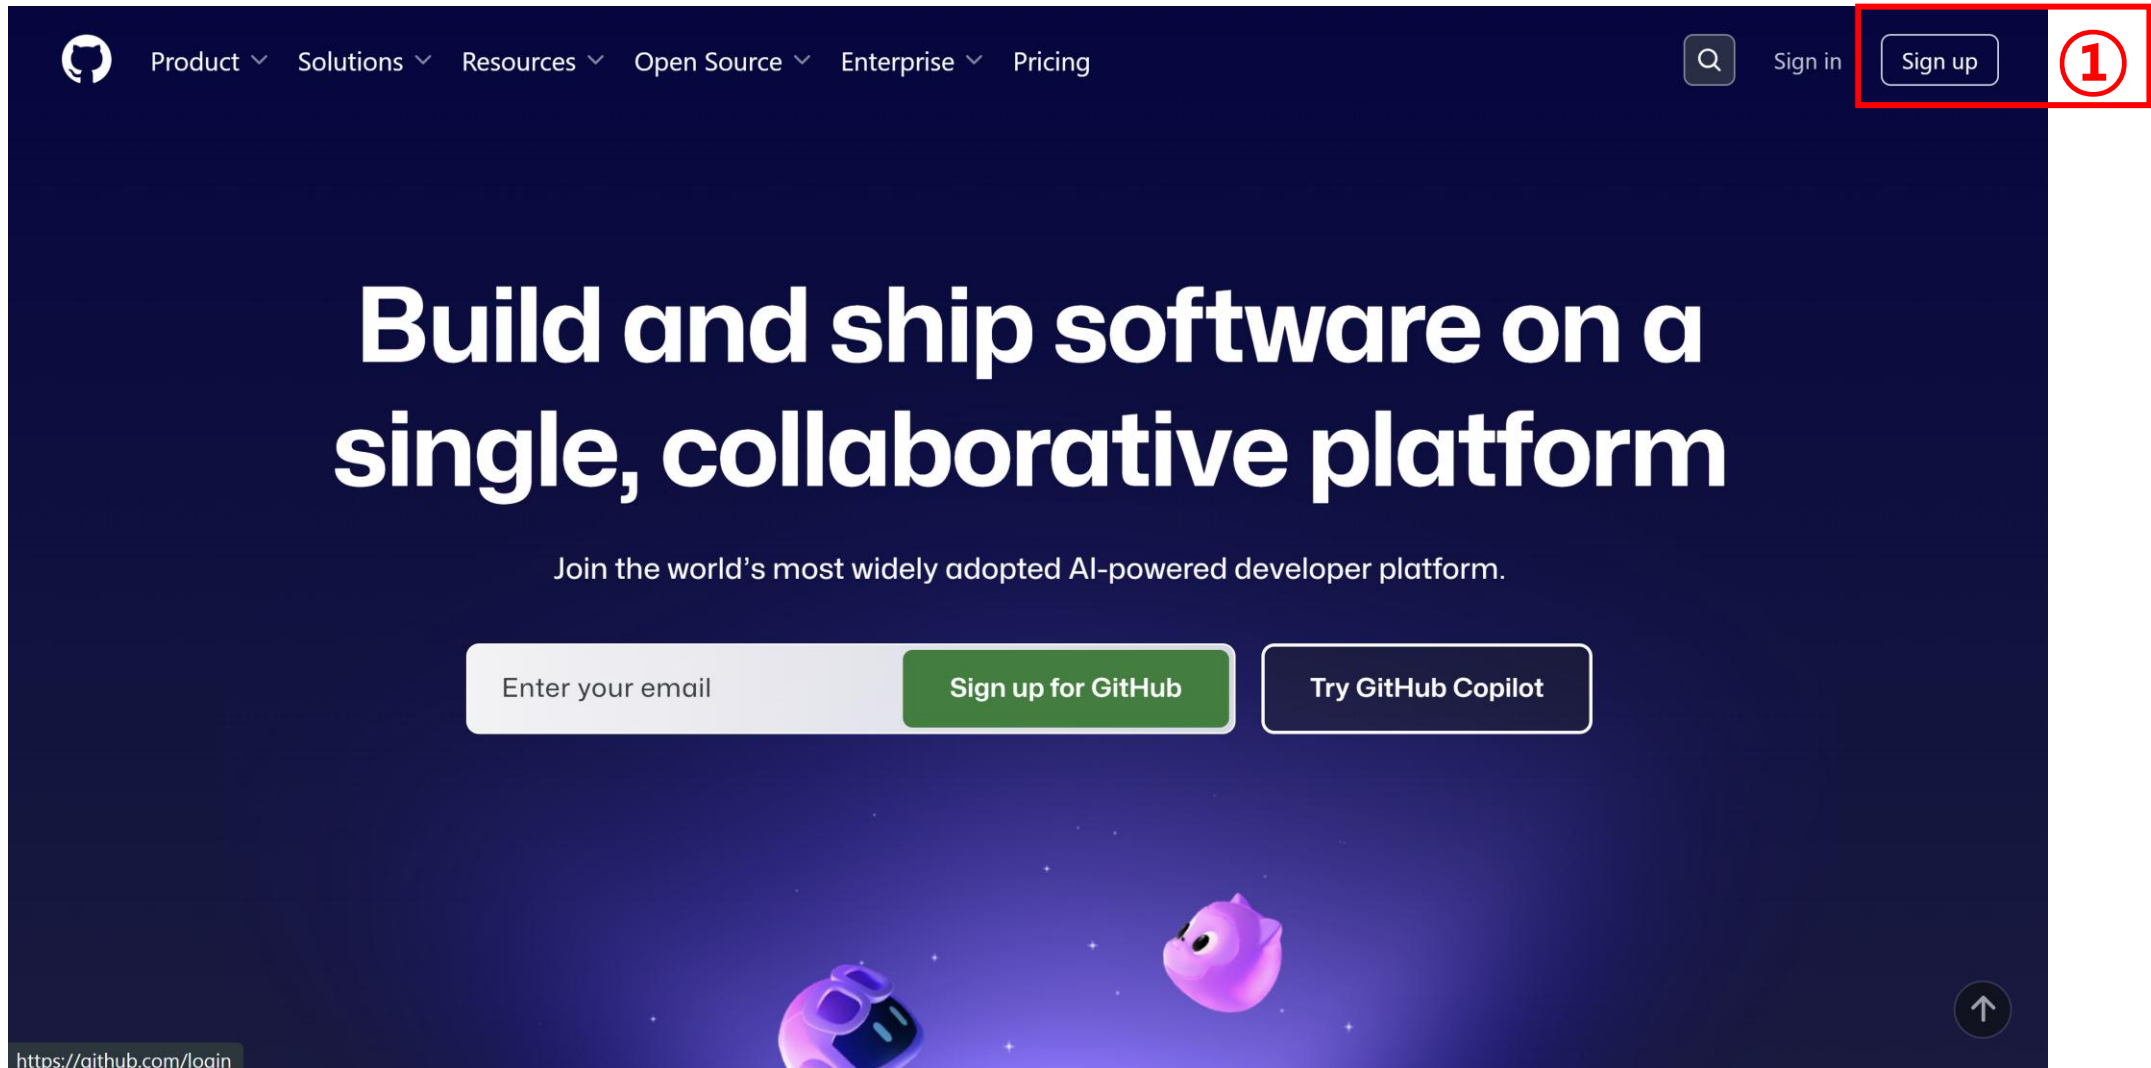 Product Solutions Resources Open Source Enterprise Pricing Sign in Sign up ①
Build and ship software on a
single, collaborative platform
Join the world’s most widely adopted AI-powered developer platform.
Enter your email Sign up for GitHub Try GitHub Copilot
https://github.com/login